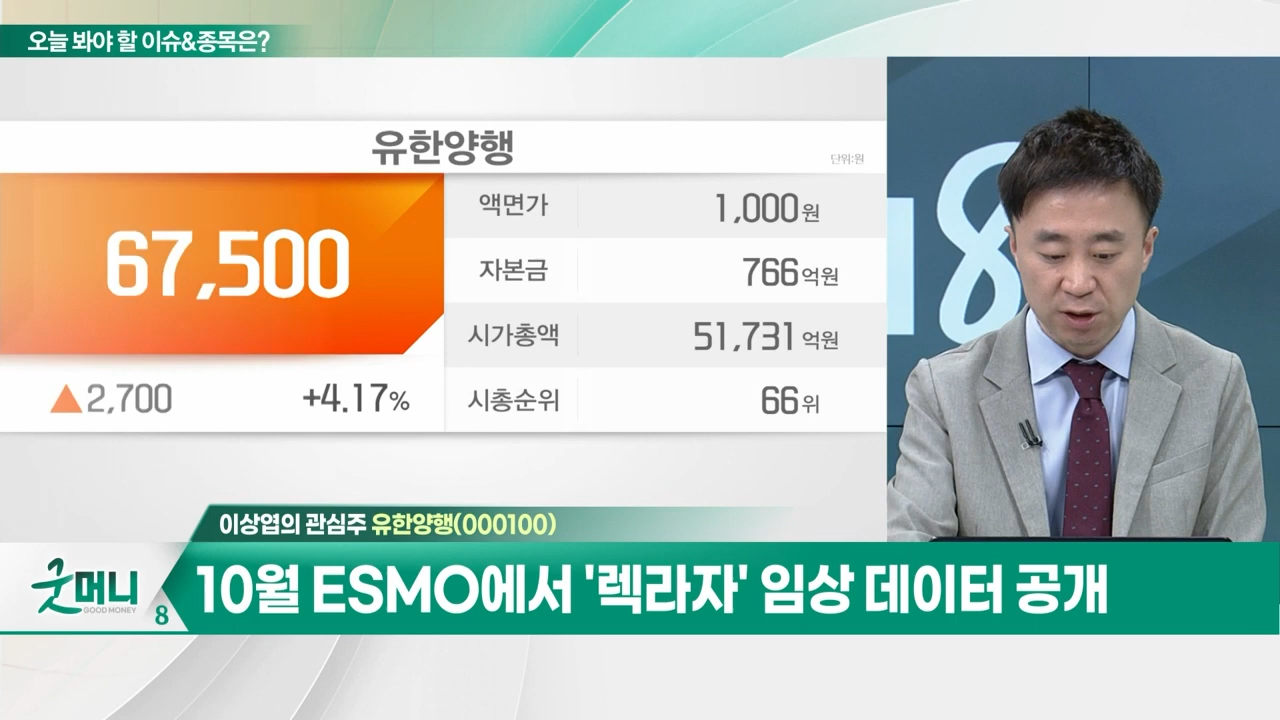 오늘 봐야 할 이슈&종목은?
유한양행
단위:원
67,500
▲2,700 +4.17%
액면가 1,000원
자본금 766억원
시가총액 51,731억원
시총순위 66위
8
이상엽의 관심주 유한양행(000100)
굿머니
GOOD MONEY
8
10월 ESMO에서 '렉라자' 임상 데이터 공개